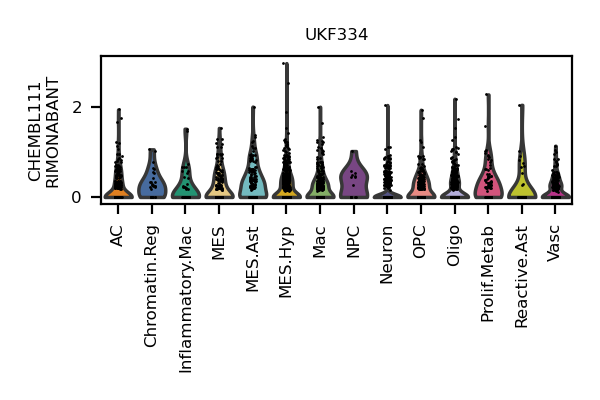 UKF334
CHEMBL111
RIMONABANT
2
0
AC
Chromatin.Reg
Inflammatory.Mac
MES
MES.Ast
MES.Hyp
Mac
NPC
Neuron
OPC
Oligo
Prolif.Metab
Reactive.Ast
Vasc